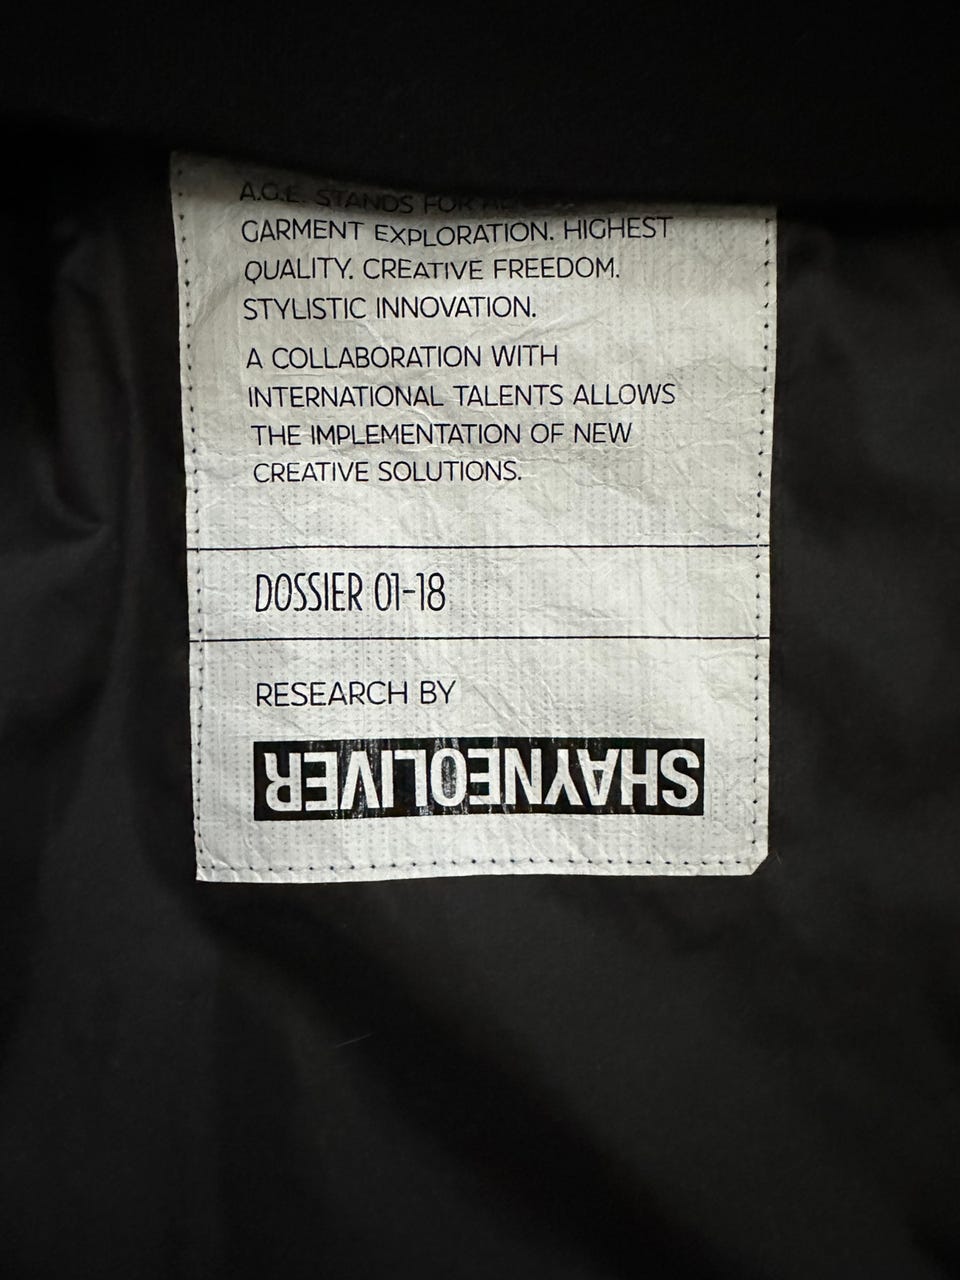 A.G.E. STANDS FOR
GARMENT EXPLORATION. HIGHEST
QUALITY. CREATIVE FREEDOM.
STYLISTIC INNOVATION.
A COLLABORATION WITH
INTERNATIONAL TALENTS ALLOWS
THE IMPLEMENTATION OF NEW
CREATIVE SOLUTIONS.
DOSSIER 01-18
RESEARCH BY
SHAYNEOLIVER